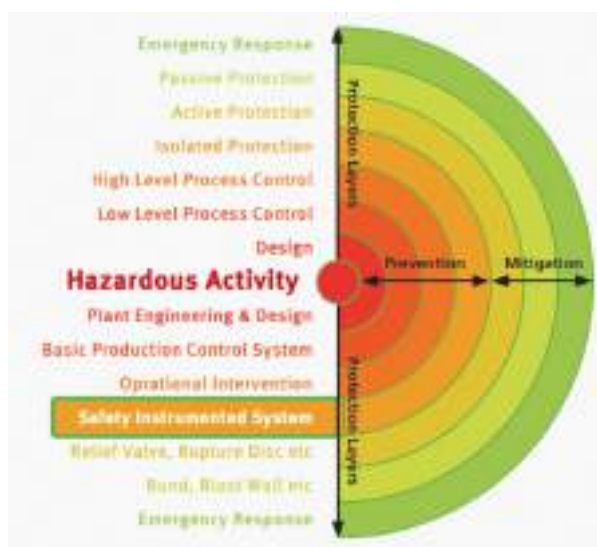 Emergency Response
Passive Protection
Active Protection
Isolated Protection
High Level Process Control
Low Level Process Control
Design
Hazardous Activity
Plant Engineering & Design
Basic Production Control System
Oprational Intervention
Safety Instrumented System
Relief Valve, Rupture Disc etc
Bund, Blast Wall etc
Emergency Response
Protection Layers
Prevention
Mitigation
Protection Layers